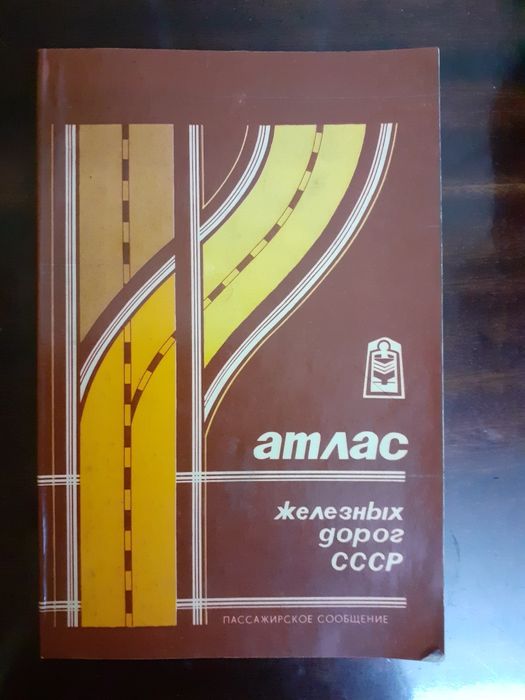 атлас
железных
дорог
СССР
ПАССАЖИРСКОЕ СООБЩЕНИЕ